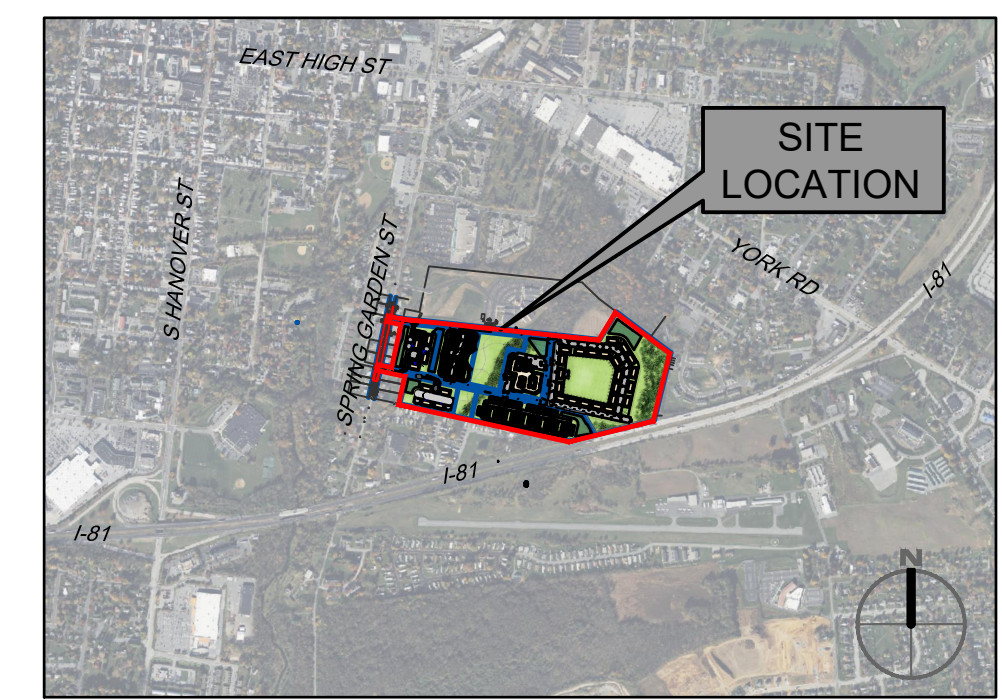 EAST HIGH ST
SITE
LOCATION
S HANOVER ST
SPRING GARDEN ST
YORK RD
I-81
I-81
I-81
N